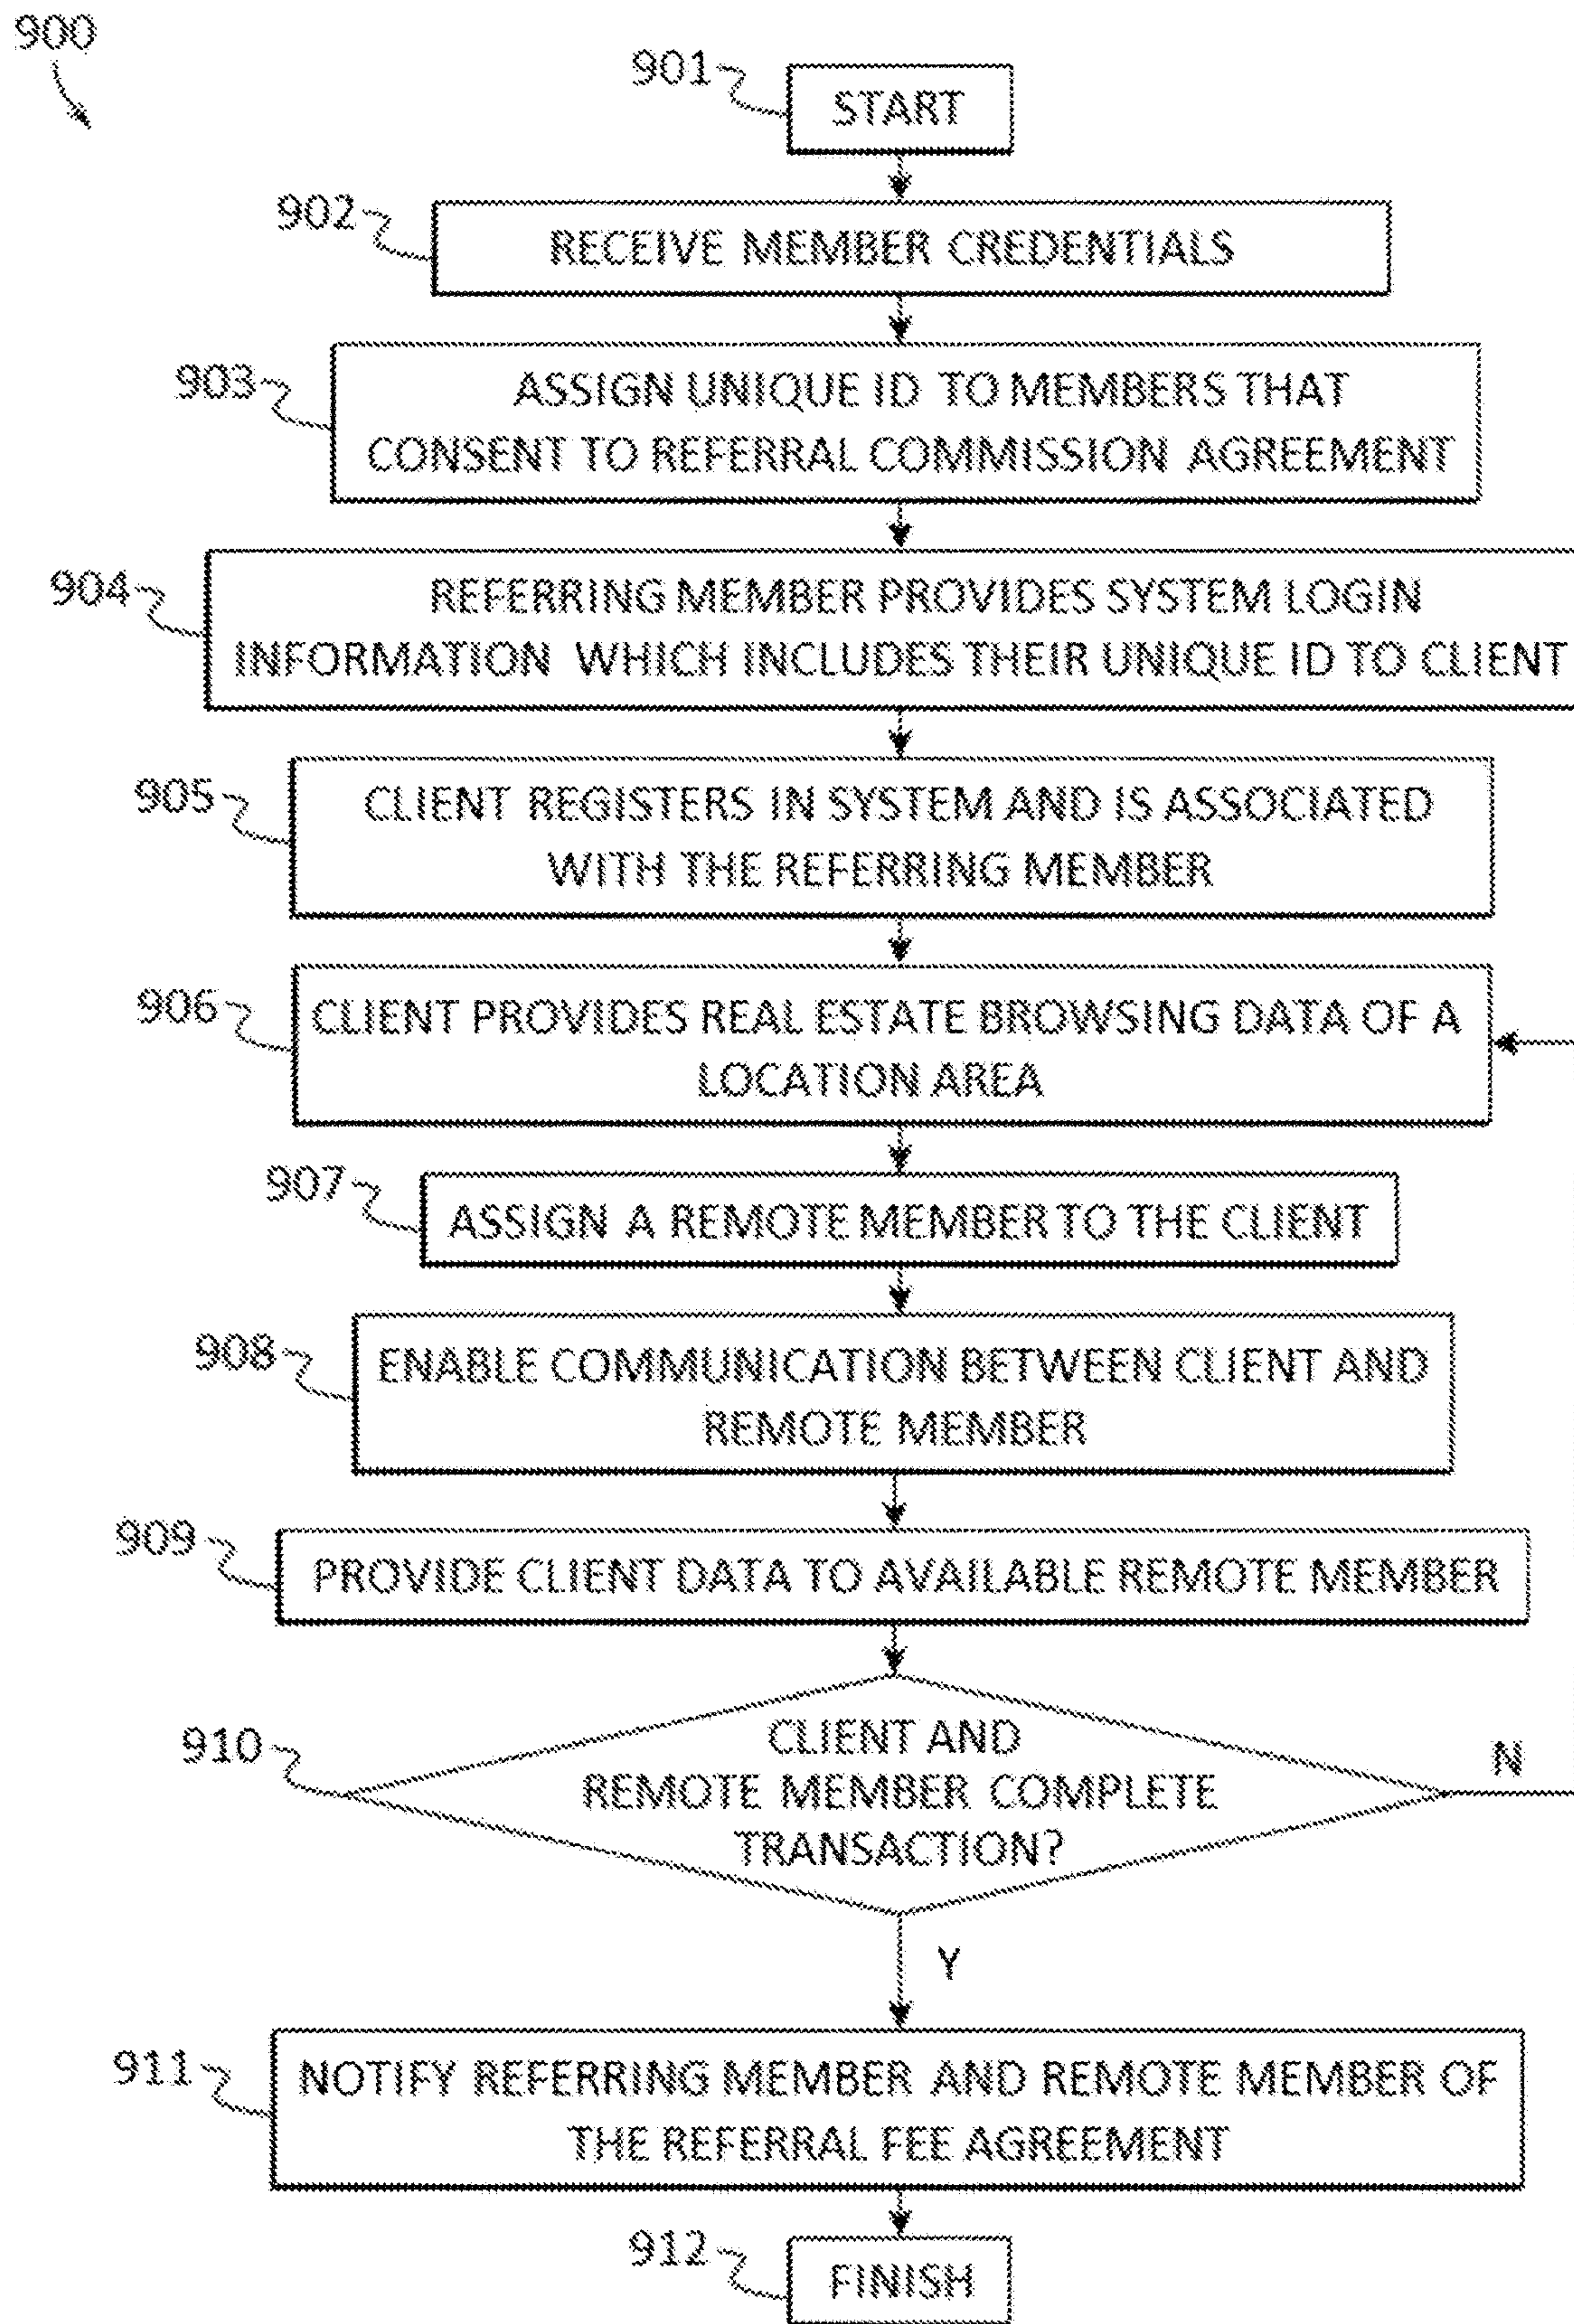 900
901
START
902
RECEIVE MEMBER CREDENTIALS
903
ASSIGN UNIQUE ID TO MEMBERS THAT
CONSENT TO REFERRAL COMMISSION AGREEMENT
904
REFERRING MEMBER PROVIDES SYSTEM LOGIN
INFORMATION WHICH INCLUDES THEIR UNIQUE ID TO CLIENT
905
CLIENT REGISTERS IN SYSTEM AND IS ASSOCIATED
WITH THE REFERRING MEMBER
906
CLIENT PROVIDES REAL ESTATE BROWSING DATA OF A
LOCATION AREA
907
ASSIGN A REMOTE MEMBER TO THE CLIENT
908
ENABLE COMMUNICATION BETWEEN CLIENT AND
REMOTE MEMBER
909
PROVIDE CLIENT DATA TO AVAILABLE REMOTE MEMBER
910
CLIENT AND
REMOTE MEMBER COMPLETE
TRANSACTION?
N
Y
911
NOTIFY REFERRING MEMBER AND REMOTE MEMBER OF
THE REFERRAL FEE AGREEMENT
912
FINISH